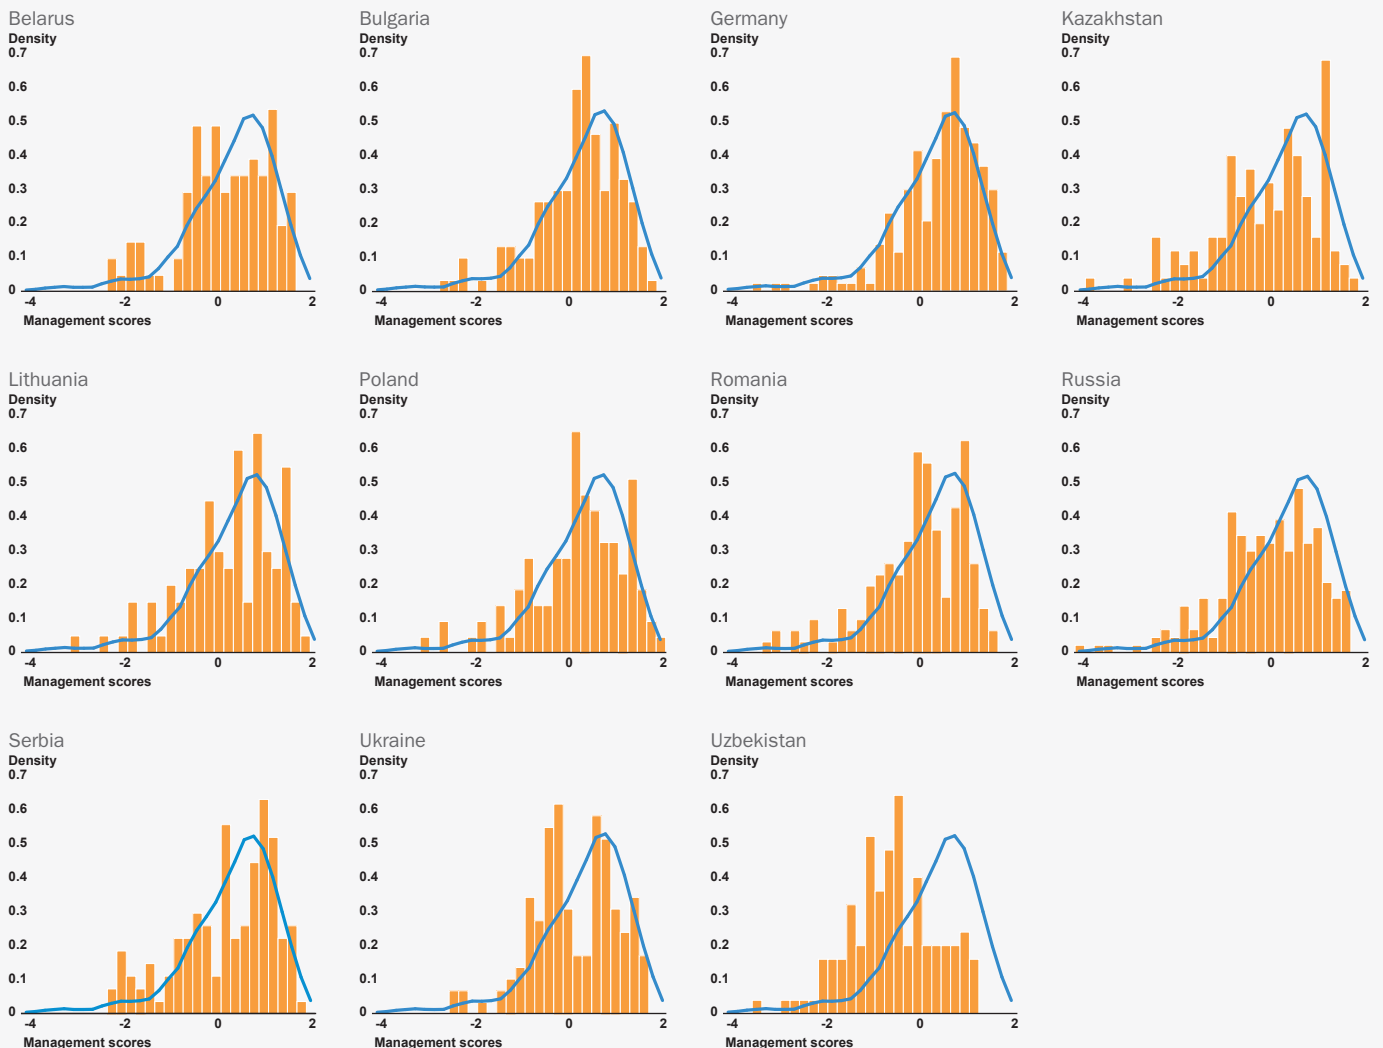 Belarus
Density
0.7
0.6
0.5
0.4
0.3
0.2
0.1
0
-4 -2 0 2
Management scores
Bulgaria
Density
0.7
0.6
0.5
0.4
0.3
0.2
0.1
0
-4 -2 0 2
Management scores
Germany
Density
0.7
0.6
0.5
0.4
0.3
0.2
0.1
0
-4 -2 0 2
Management scores
Kazakhstan
Density
0.7
0.6
0.5
0.4
0.3
0.2
0.1
0
-4 -2 0 2
Management scores
Lithuania
Density
0.7
0.6
0.5
0.4
0.3
0.2
0.1
0
-4 -2 0 2
Management scores
Poland
Density
0.7
0.6
0.5
0.4
0.3
0.2
0.1
0
-4 -2 0 2
Management scores
Romania
Density
0.7
0.6
0.5
0.4
0.3
0.2
0.1
0
-4 -2 0 2
Management scores
Russia
Density
0.7
0.6
0.5
0.4
0.3
0.2
0.1
0
-4 -2 0 2
Management scores
Serbia
Density
0.7
0.6
0.5
0.4
0.3
0.2
0.1
0
-4 -2 0 2
Management scores
Ukraine
Density
0.7
0.6
0.5
0.4
0.3
0.2
0.1
0
-4 -2 0 2
Management scores
Uzbekistan
Density
0.7
0.6
0.5
0.4
0.3
0.2
0.1
0
-4 -2 0 2
Management scores